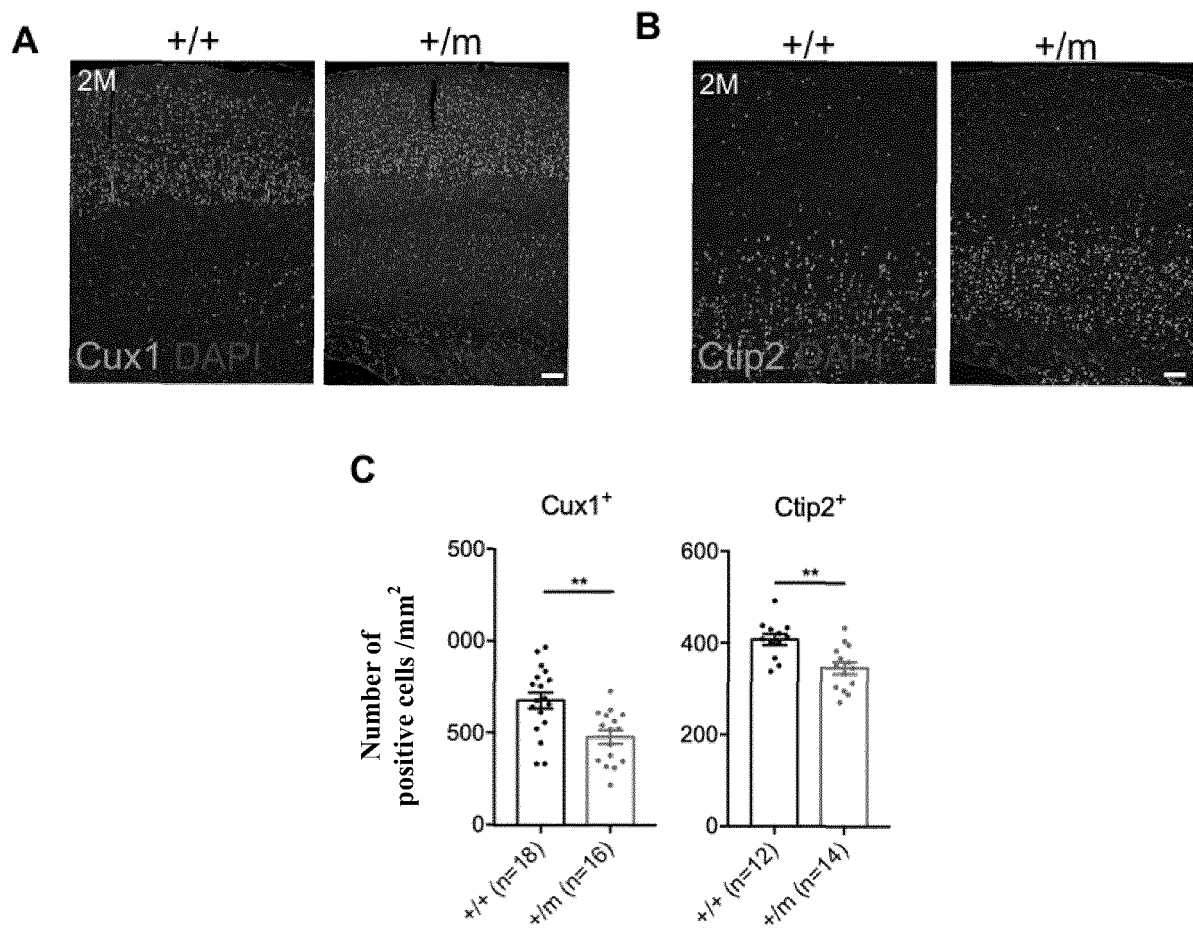 A
+/+
+/m
2M
Cux1 DAPI
B
+/+
+/m
2M
Ctip2 DAPI
C
Cux1+
Number of
positive cells /mm2
500
000
500
0
**
+/+ (n=18)
+/m (n=16)
Ctip2+
600
400
200
0
**
+/+ (n=12)
+/m (n=14)